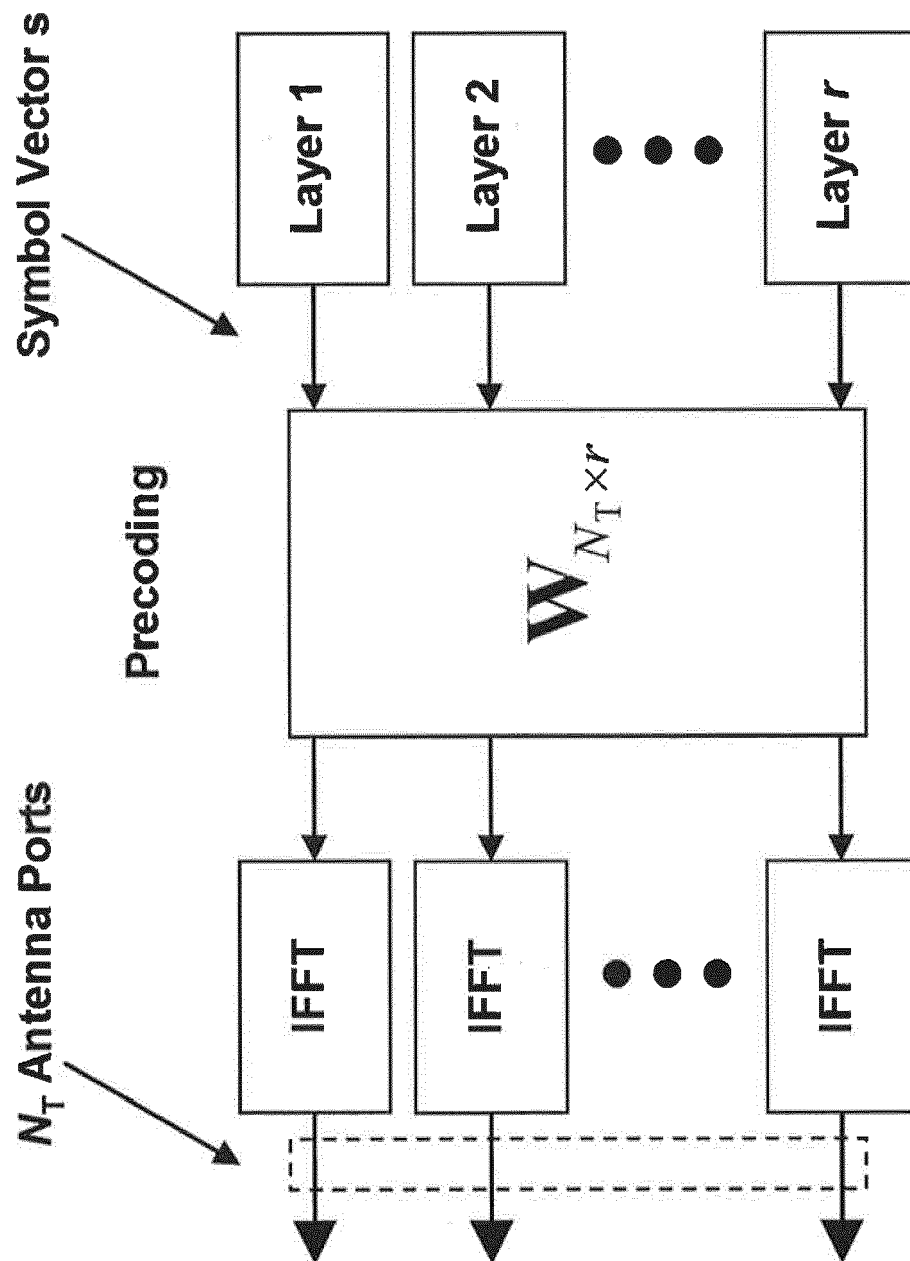 Symbol Vector s
Layer 1
Layer 2
Layer r
Precoding
W_{N_T×r}
N_T Antenna Ports
IFFT
IFFT
IFFT